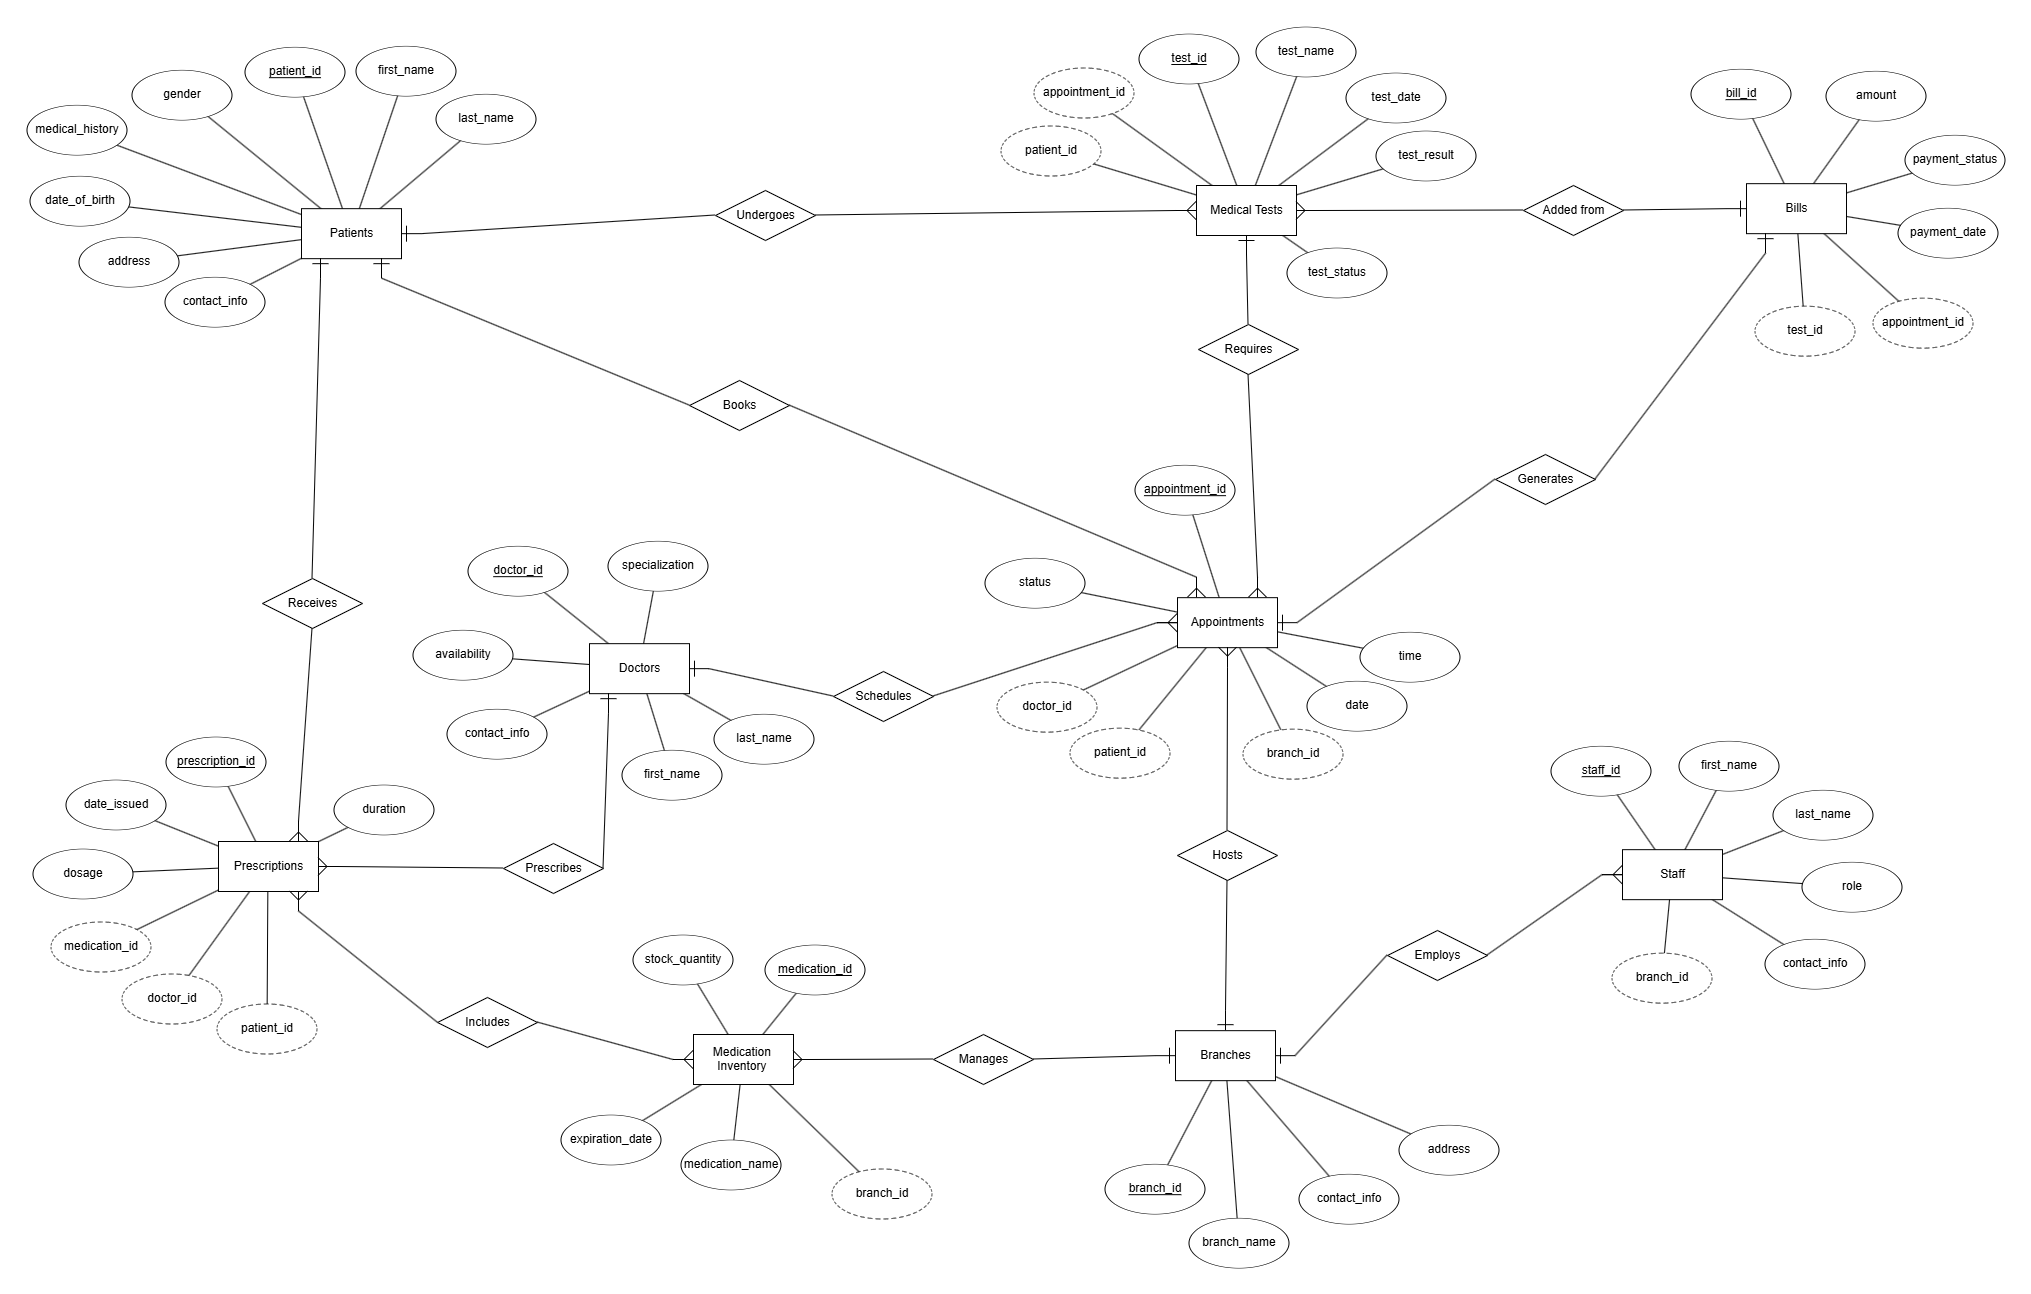 test_name
test_id
patient_id
first_name
appointment_id
gender
test_date
bill_id
amount
last_name
medical_history
patient_id
test_result
payment_status
date_of_birth
Undergoes
Medical Tests
Added from
Bills
Patients
payment_date
address
test_status
contact_info
test_id
appointment_id
Requires
Books
Generates
appointment_id
doctor_id
specialization
status
Receives
Appointments
availability
Doctors
time
Schedules
doctor_id
date
contact_info
last_name
patient_id
branch_id
prescription_id
first_name
staff_id
first_name
date_issued
duration
last_name
Prescriptions
Prescribes
Hosts
dosage
Staff
role
medication_id
stock_quantity
medication_id
Employs
contact_info
branch_id
doctor_id
patient_id
Includes
Medication
Inventory
Manages
Branches
expiration_date
medication_name
branch_id
address
branch_id
contact_info
branch_name